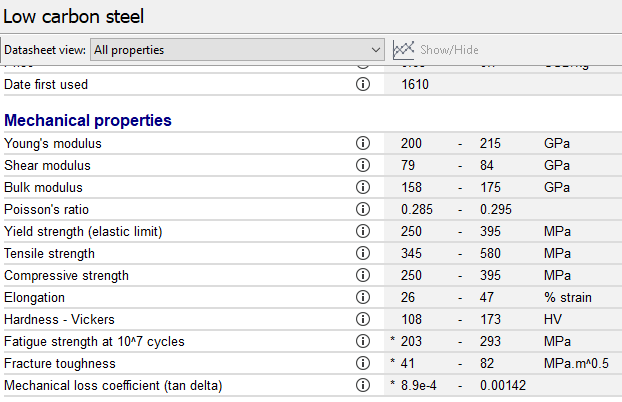 Low carbon steel
Datasheet view: All properties Show/Hide
Date first used 1610
Mechanical properties
Young's modulus 200 - 215 GPa
Shear modulus 79 - 84 GPa
Bulk modulus 158 - 175 GPa
Poisson's ratio 0.285 - 0.295
Yield strength (elastic limit) 250 - 395 MPa
Tensile strength 345 - 580 MPa
Compressive strength 250 - 395 MPa
Elongation 26 - 47 % strain
Hardness - Vickers 108 - 173 HV
Fatigue strength at 10^7 cycles * 203 - 293 MPa
Fracture toughness * 41 - 82 MPa.m^0.5
Mechanical loss coefficient (tan delta) * 8.9e-4 - 0.00142